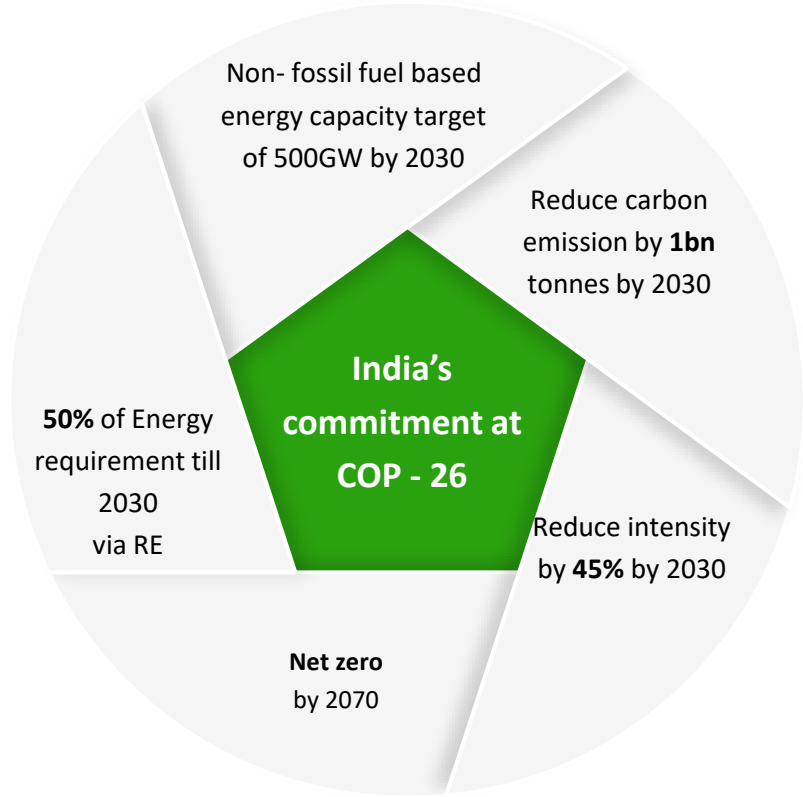 Non- fossil fuel based
energy capacity target
of 500GW by 2030
Reduce carbon
emission by 1bn
tonnes by 2030
India’s
commitment at
COP - 26
50% of Energy
requirement till
2030
via RE
Reduce intensity
by 45% by 2030
Net zero
by 2070